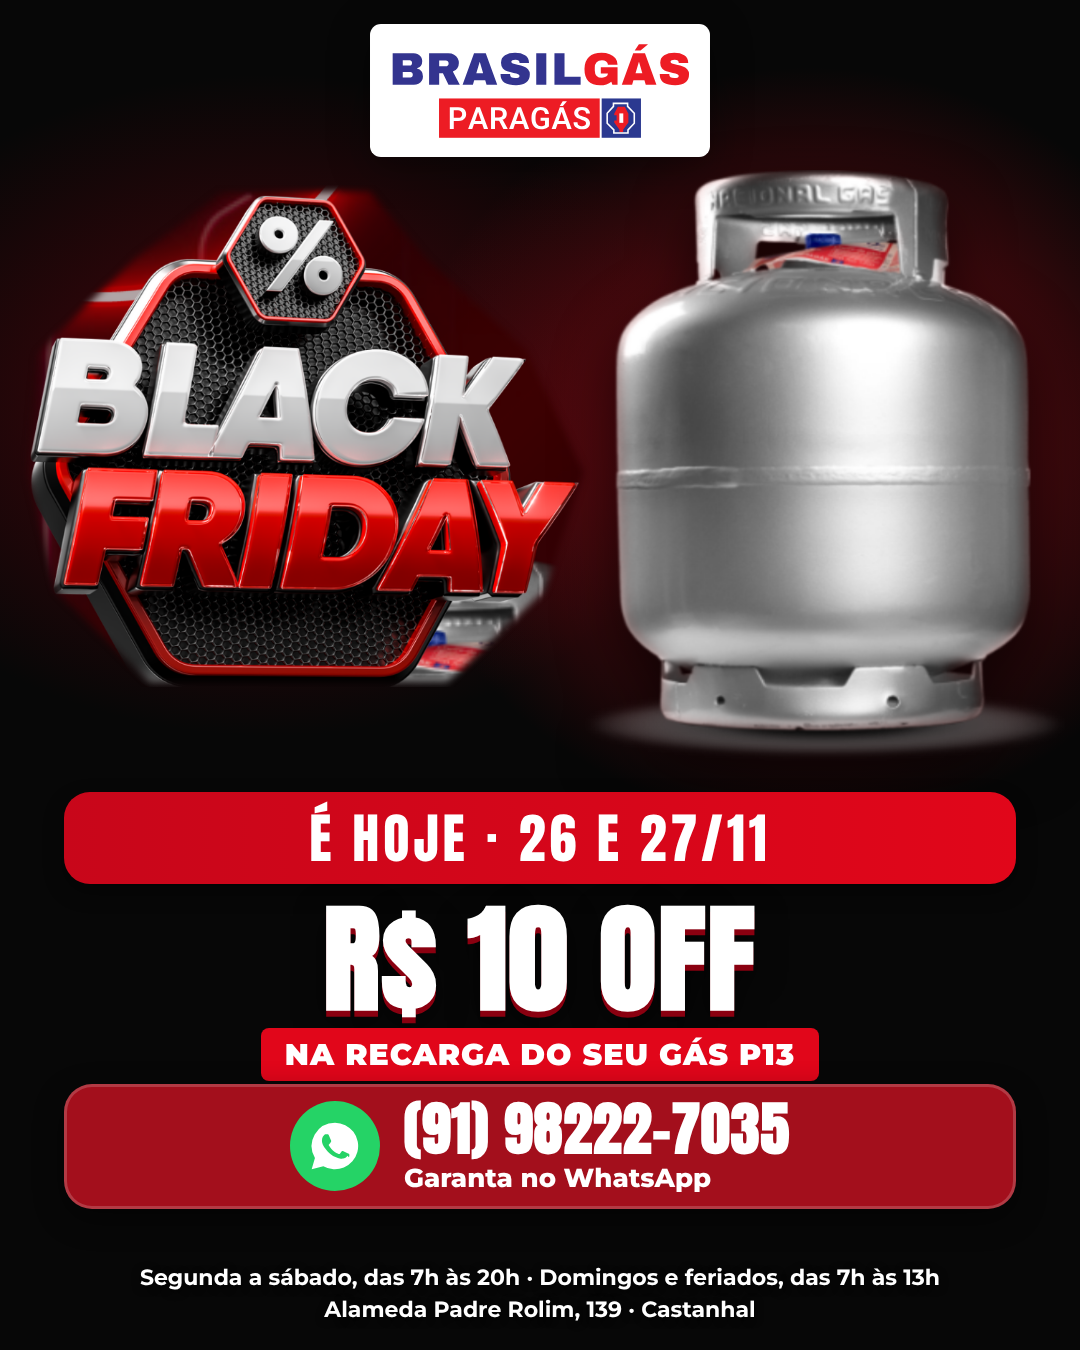 BRASILGÁS
PARAGÁS
NACIONAL GÁS
%
BLACK
FRIDAY
É HOJE · 26 E 27/11
R$ 10 OFF
NA RECARGA DO SEU GÁS P13
(91) 98222-7035
Garanta no WhatsApp
Segunda a sábado, das 7h às 20h · Domingos e feriados, das 7h às 13h
Alameda Padre Rolim, 139 · Castanhal